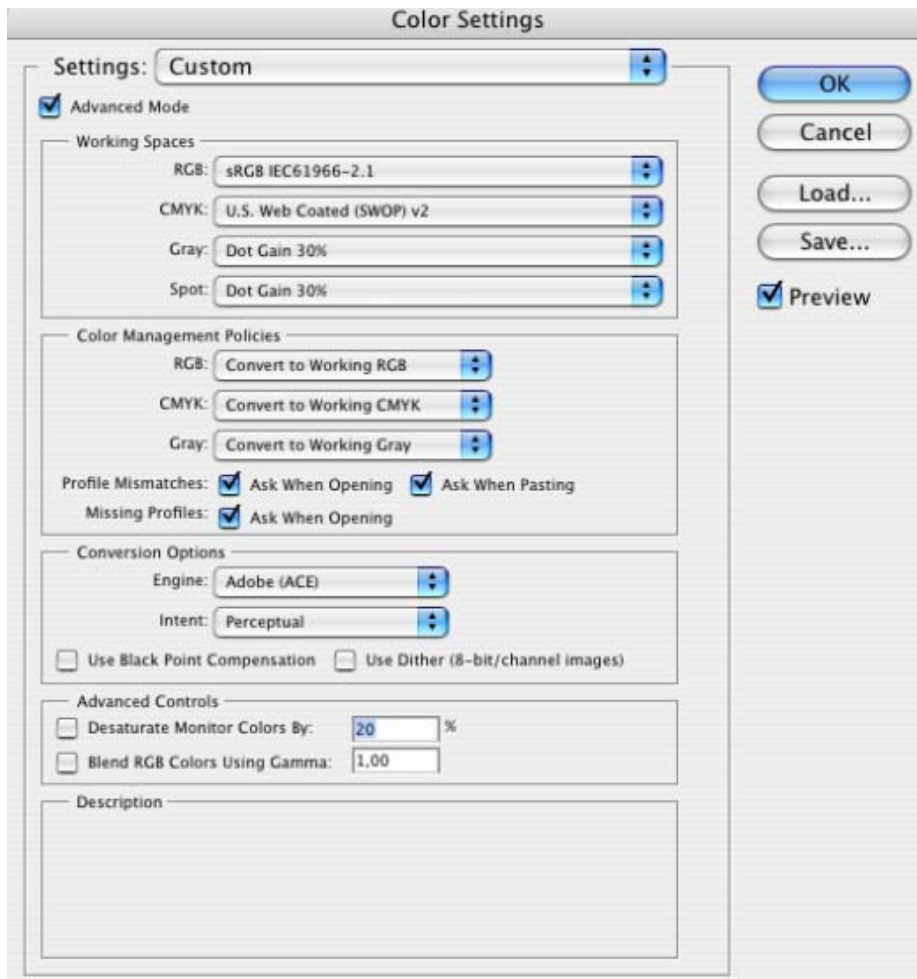 Color Settings
Settings: Custom
Advanced Mode
Working Spaces
RGB: sRGB IEC61966-2.1
CMYK: U.S. Web Coated (SWOP) v2
Gray: Dot Gain 30%
Spot: Dot Gain 30%
Color Management Policies
RGB: Convert to Working RGB
CMYK: Convert to Working CMYK
Gray: Convert to Working Gray
Profile Mismatches: Ask When Opening Ask When Pasting
Missing Profiles: Ask When Opening
Conversion Options
Engine: Adobe (ACE)
Intent: Perceptual
Use Black Point Compensation Use Dither (8-bit/channel images)
Advanced Controls
Desaturate Monitor Colors By: 20 %
Blend RGB Colors Using Gamma: 1,00
Description
OK
Cancel
Load...
Save...
Preview